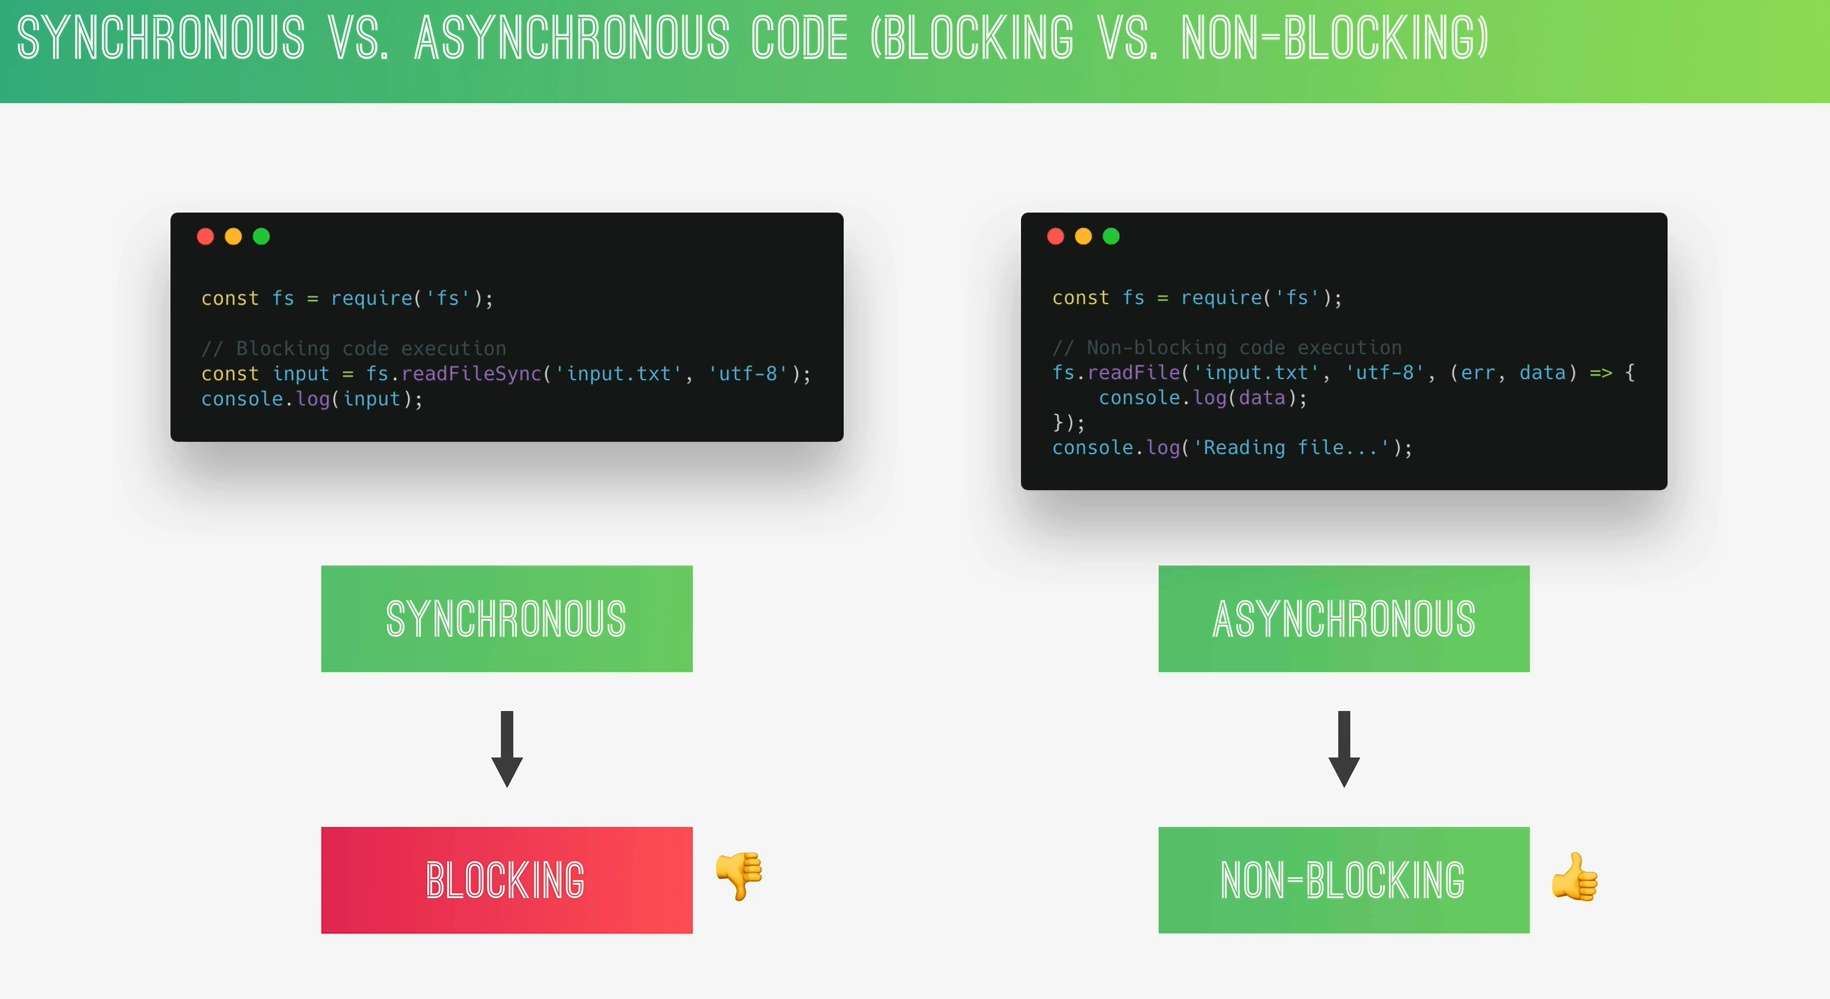 SYNCHRONOUS VS. ASYNCHRONOUS CODE (BLOCKING VS. NON-BLOCKING)
const fs = require('fs');
// Blocking code execution
const input = fs.readFileSync('input.txt', 'utf-8');
console.log(input);
SYNCHRONOUS
BLOCKING
const fs = require('fs');
// Non-blocking code execution
fs.readFile('input.txt', 'utf-8', (err, data) => {
    console.log(data);
});
console.log('Reading file...');
ASYNCHRONOUS
NON-BLOCKING